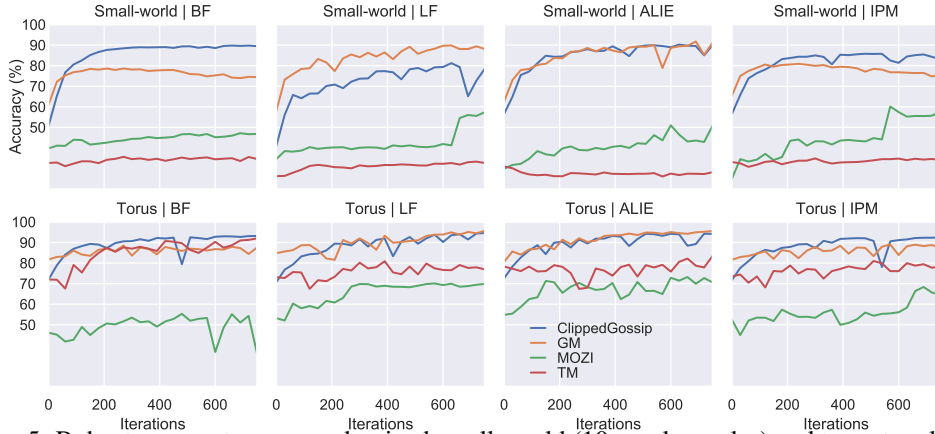 Small-world | BF
Small-world | LF
Small-world | ALIE
Small-world | IPM
Accuracy (%)
100
90
80
70
60
50
Torus | BF
Torus | LF
Torus | ALIE
Torus | IPM
100
90
80
70
60
50
ClippedGossip
GM
MOZI
TM
0 200 400 600
0 200 400 600
0 200 400 600
0 200 400 600
Iterations
Iterations
Iterations
Iterations